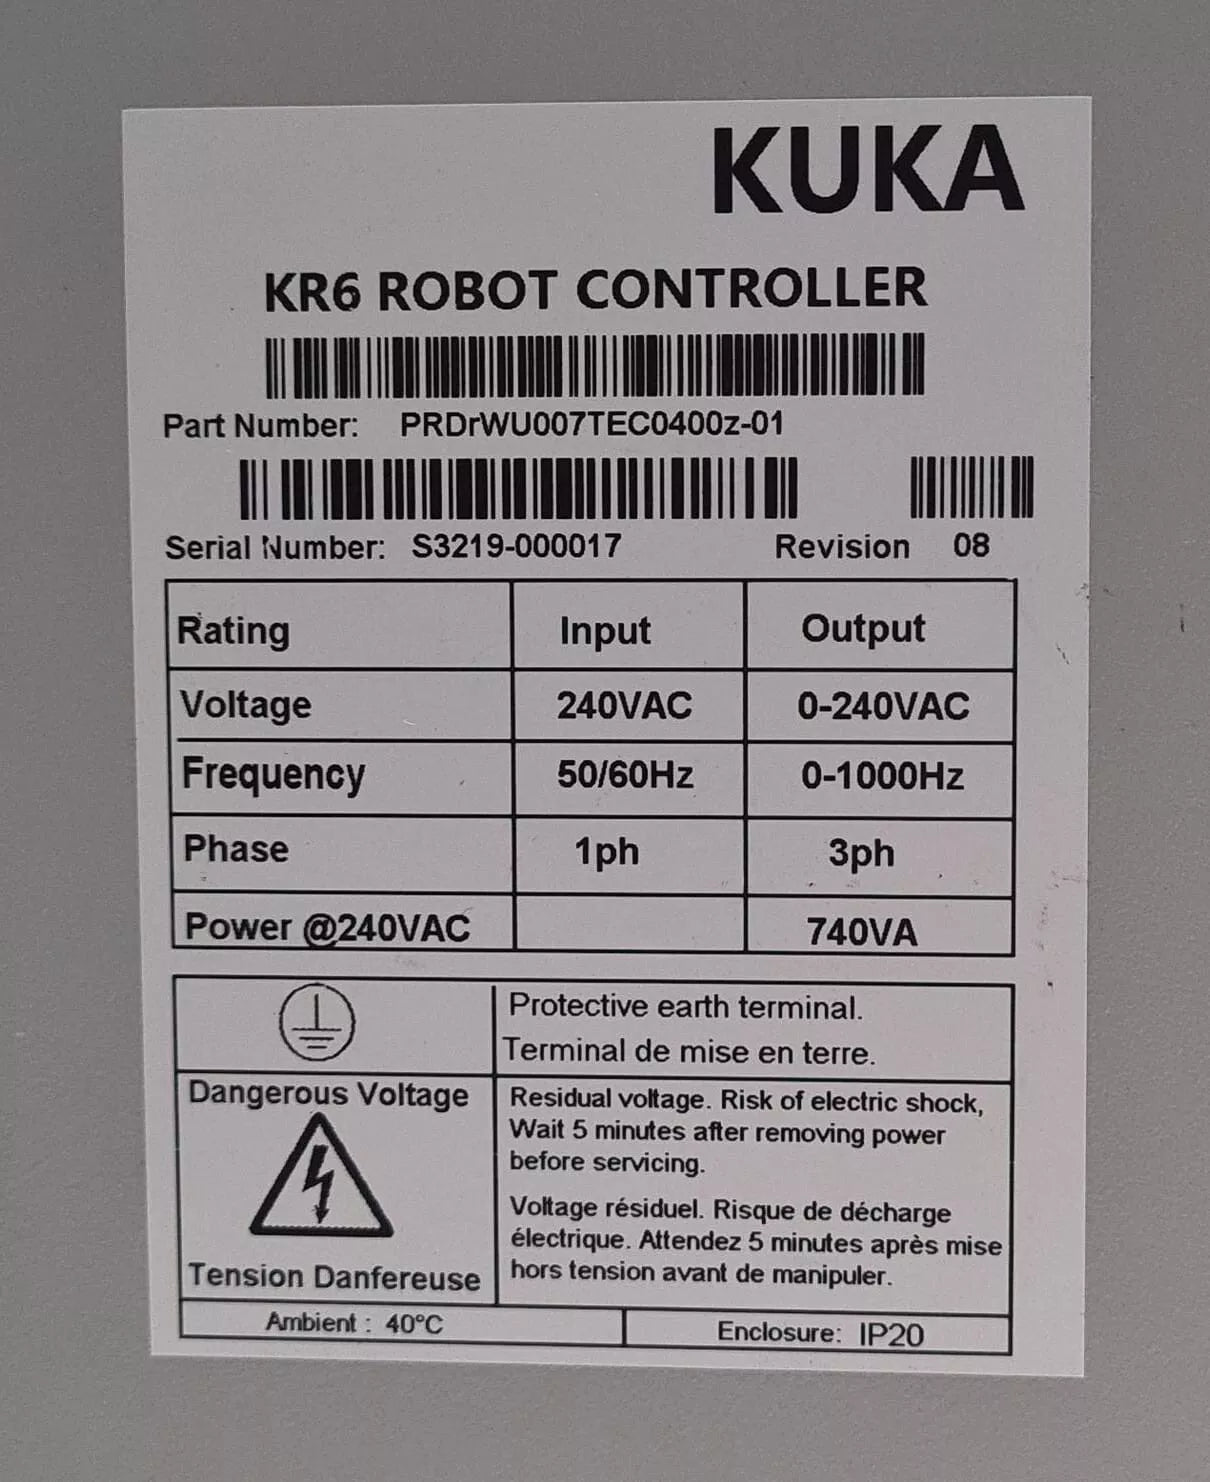 KUKA
KR6 ROBOT CONTROLLER
Part Number: PRDrWU007TEC0400z-01
Serial Number: S3219-000017 Revision 08
Rating Input Output
Voltage 240VAC 0-240VAC
Frequency 50/60Hz 0-1000Hz
Phase 1ph 3ph
Power @240VAC 740VA
Protective earth terminal.
Terminal de mise en terre.
Dangerous Voltage
Tension Danfereuse
Residual voltage. Risk of electric shock,
Wait 5 minutes after removing power
before servicing.
Voltage résiduel. Risque de décharge
électrique. Attendez 5 minutes après mise
hors tension avant de manipuler.
Ambient : 40°C
Enclosure: IP20